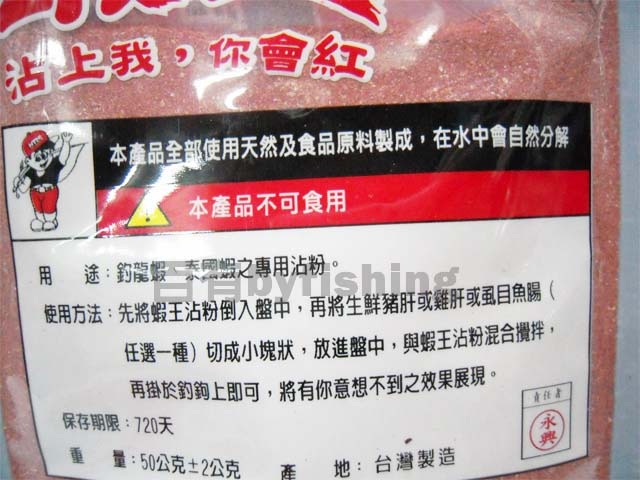 沾上我，你會紅
本產品全部使用天然及食品原料製成，在水中會自然分解
本產品不可食用
用 途：釣龍蝦、泰國蝦之專用沾粉。
百有byfishing
使用方法：先將蝦王沾粉倒入盤中，再將生鮮豬肝或雞肝或虱目魚腸（
任選一種）切成小塊狀，放進盤中，與蝦王沾粉混合攪拌，
再掛於釣鉤上即可，將有你意想不到之效果展現。
保存期限：720天
重 量：50公克±2公克 產 地：台灣製造
責任者
永興